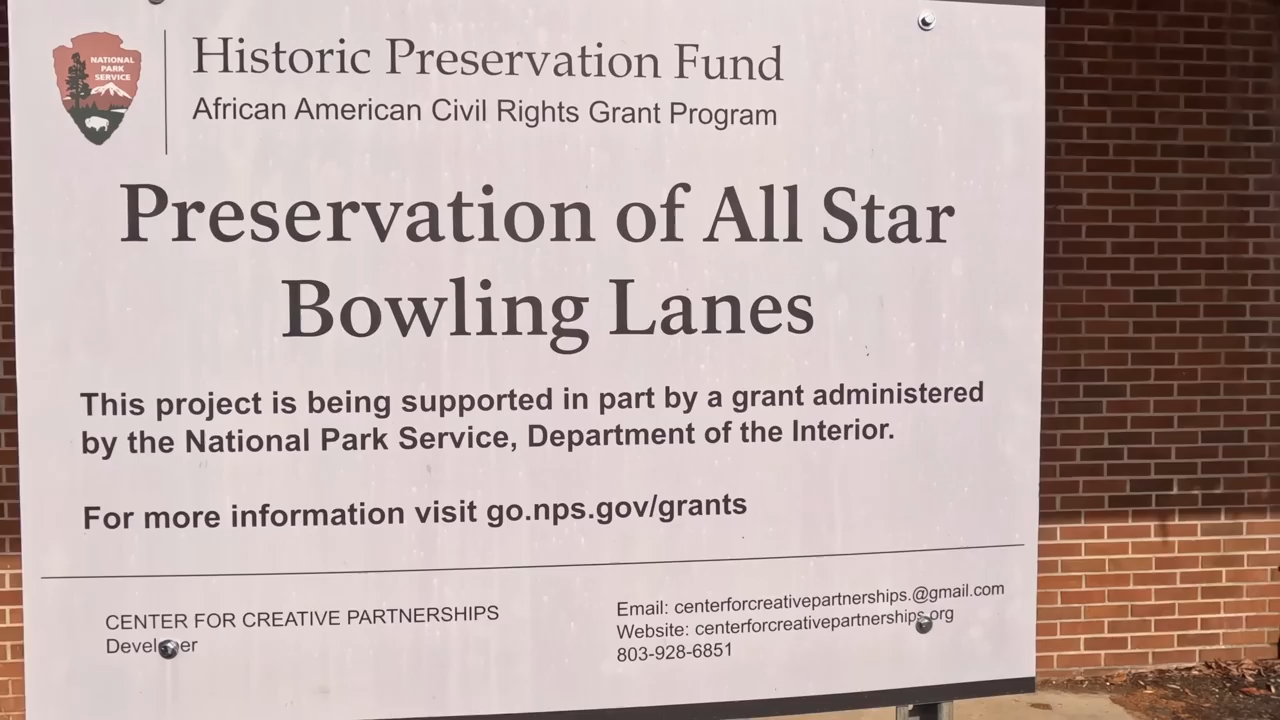 NATIONAL
PARK
SERVICE
Historic Preservation Fund
African American Civil Rights Grant Program
Preservation of All Star
Bowling Lanes
This project is being supported in part by a grant administered
by the National Park Service, Department of the Interior.
For more information visit go.nps.gov/grants
CENTER FOR CREATIVE PARTNERSHIPS
Developer
Email: centerforcreativepartnerships.@gmail.com
Website: centerforcreativepartnerships.org
803-928-6851